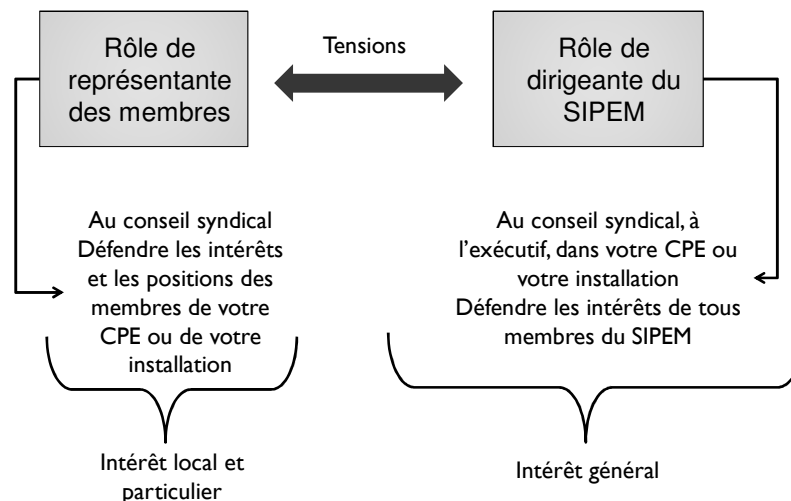 Rôle de
représentante
des membres
Tensions
Rôle de
dirigeante du
SIPEM
Au conseil syndical
Défendre les intérêts
et les positions des
membres de votre
CPE ou de votre
installation
Au conseil syndical, à
l'exécutif, dans votre CPE ou
votre installation
Défendre les intérêts de tous
membres du SIPEM
Intérêt local et
particulier
Intérêt général